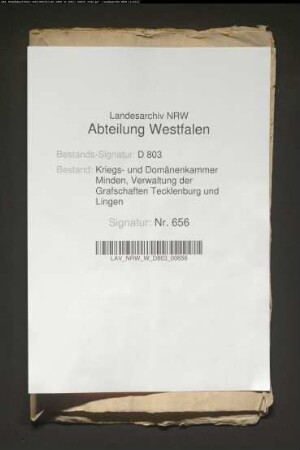 Landesarchiv NRW
Abteilung Westfalen
Bestands-Signatur: D 803
Bestand: Kriegs- und Domänenkammer
Minden, Verwaltung der
Grafschaften Tecklenburg und
Lingen
Signatur: Nr. 656
LAV_NRW_W_D803_00656